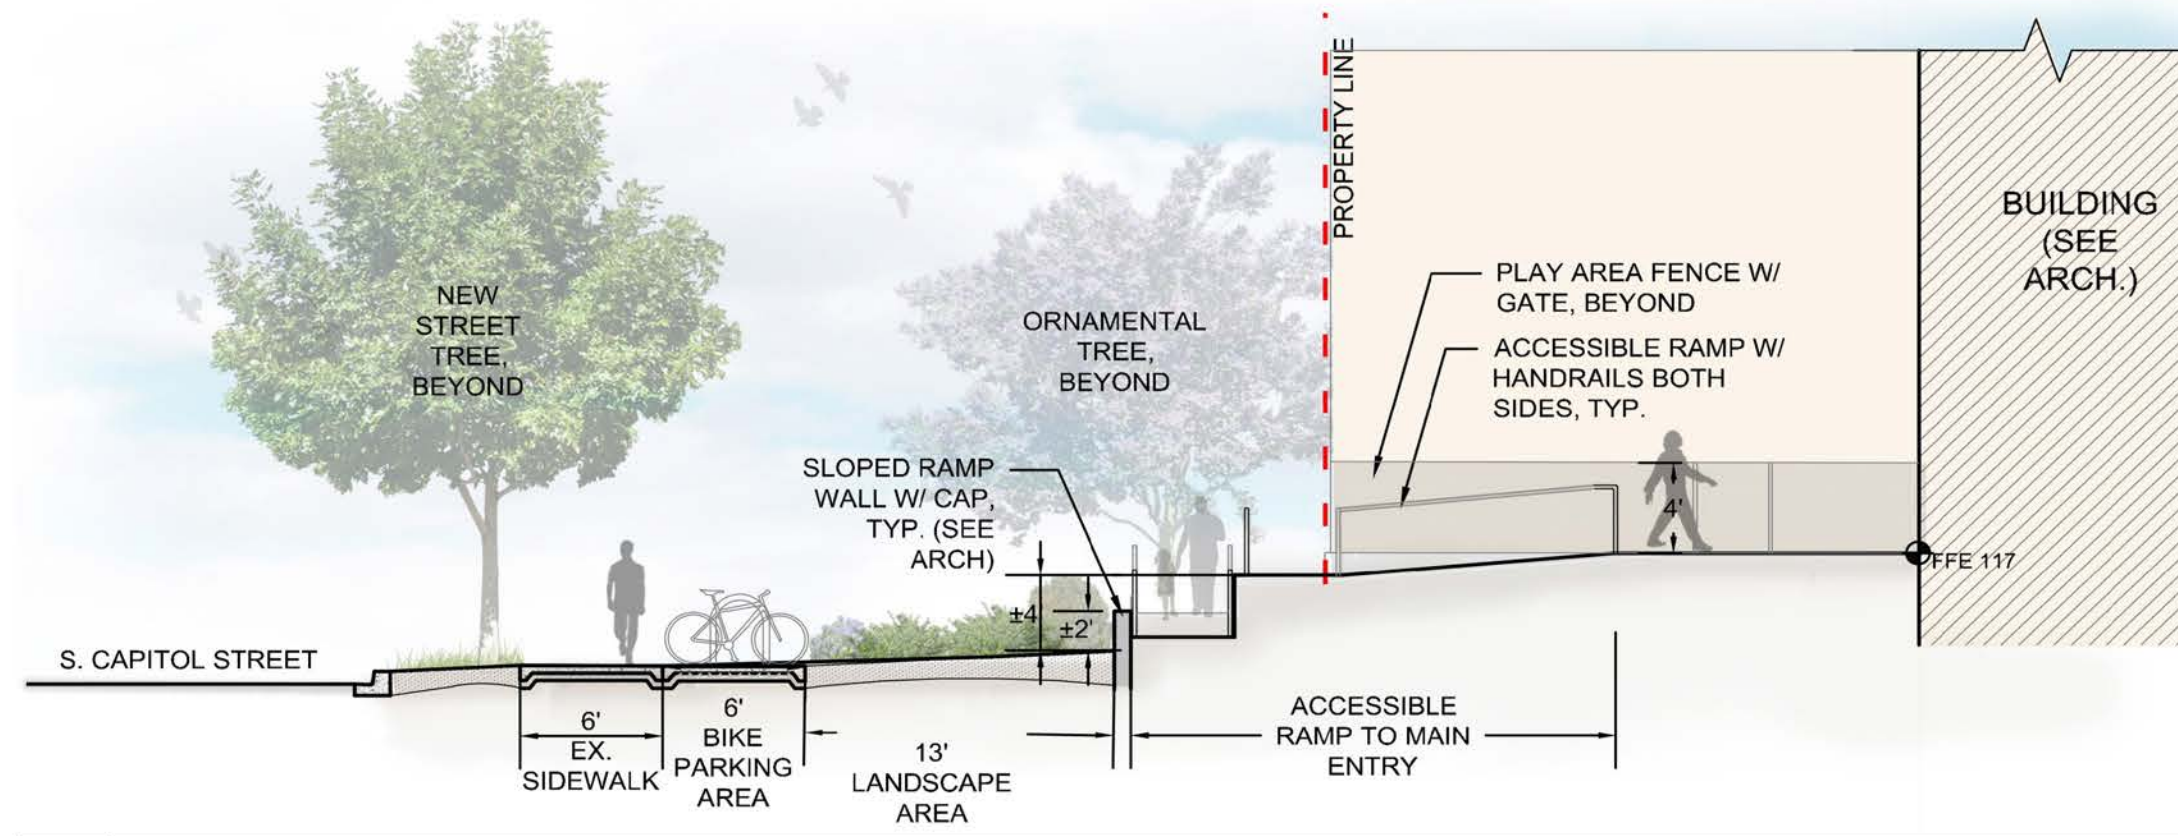 PROPERTY LINE
BUILDING
(SEE
ARCH.)
PLAY AREA FENCE W/
GATE, BEYOND
NEW
STREET
TREE,
BEYOND
ORNAMENTAL
TREE,
BEYOND
ACCESSIBLE RAMP W/
HANDRAILS BOTH
SIDES, TYP.
SLOPED RAMP
WALL W/ CAP,
TYP. (SEE
ARCH)
4'
FFE 117
±4'
±2'
S. CAPITOL STREET
6'
EX.
SIDEWALK
6'
BIKE
PARKING
AREA
13'
LANDSCAPE
AREA
ACCESSIBLE
RAMP TO MAIN
ENTRY